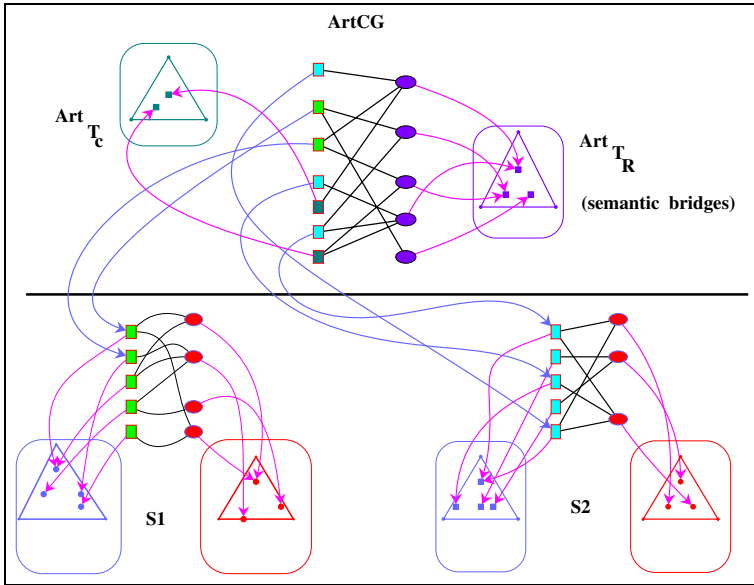 ArtCG
Art T_c
Art T_R
(semantic bridges)
S1
S2